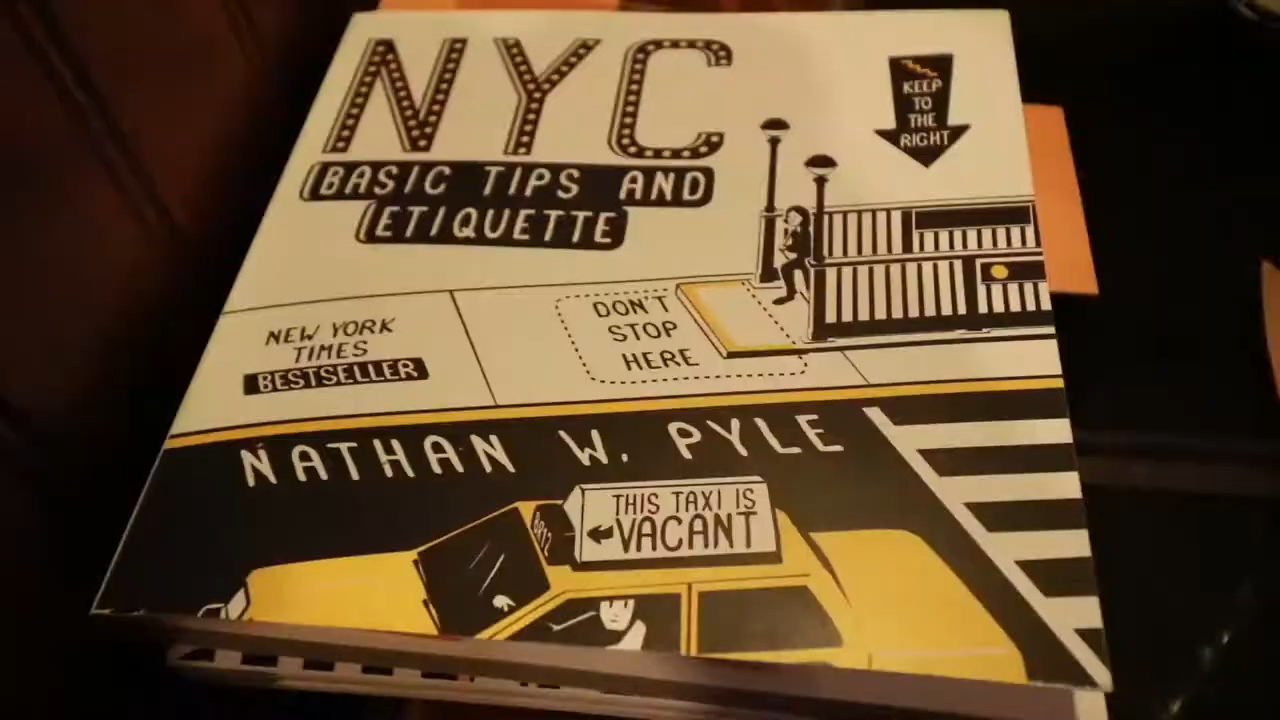 NYC
BASIC TIPS AND
ETIQUETTE
KEEP
TO
THE
RIGHT
NEW YORK
TIMES
BESTSELLER
DON'T
STOP
HERE
NATHAN W. PYLE
8A12
THIS TAXI IS
VACANT